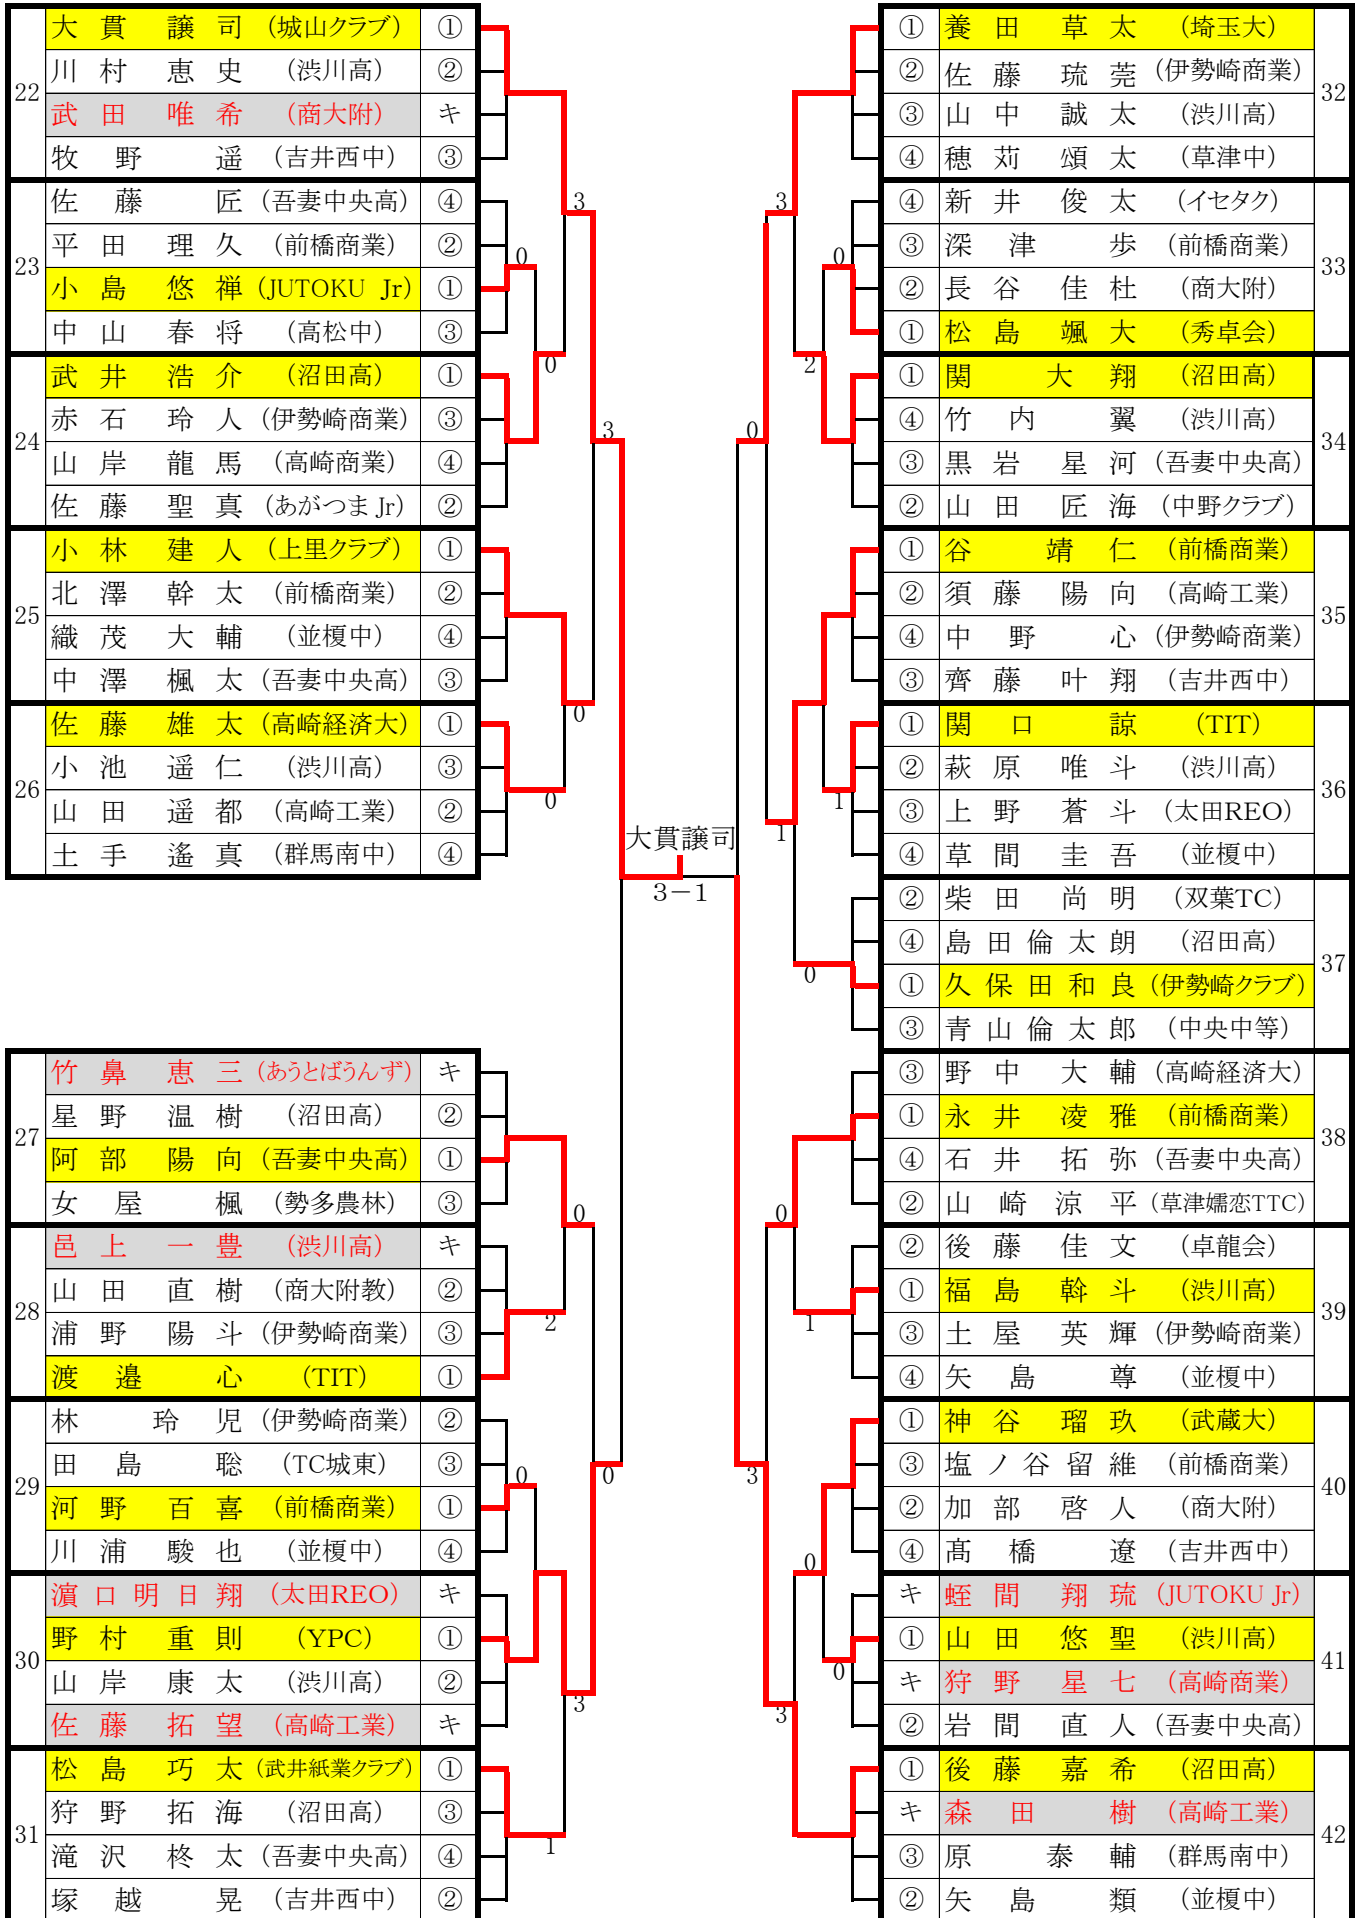 22
大貫譲司 (城山クラブ) ①
川村恵史 (渋川高) ②
武田唯希 (商大附) キ
牧野遥 (吉井西中) ③
23
佐藤匠 (吾妻中央高) ④
平田理久 (前橋商業) ②
小島悠禅 (JUTOKU Jr) ①
中山春将 (高松中) ③
24
武井浩介 (沼田高) ①
赤石玲人 (伊勢崎商業) ③
山岸龍馬 (高崎商業) ④
佐藤聖真 (あがつま Jr) ②
25
小林建人 (上里クラブ) ①
北澤幹太 (前橋商業) ②
織茂大輔 (並榎中) ④
中澤楓太 (吾妻中央高) ③
26
佐藤雄太 (高崎経済大) ①
小池遥仁 (渋川高) ③
山田遥都 (高崎工業) ②
土手遙真 (群馬南中) ④
27
竹鼻恵三 (あうとばうんず) キ
星野温樹 (沼田高) ②
阿部陽向 (吾妻中央高) ①
女屋楓 (勢多農林) ③
28
邑上一豊 (渋川高) キ
山田直樹 (商大附教) ②
浦野陽斗 (伊勢崎商業) ③
渡邉心 (TIT) ①
29
林玲児 (伊勢崎商業) ②
田島聡 (TC城東) ③
河野百喜 (前橋商業) ①
川浦駿也 (並榎中) ④
30
濵口明日翔 (太田REO) キ
野村重則 (YPC) ①
山岸康太 (渋川高) ②
佐藤拓望 (高崎工業) キ
31
松島巧太 (武井紙業クラブ) ①
狩野拓海 (沼田高) ③
滝沢柊太 (吾妻中央高) ④
塚越晃 (吉井西中) ②
3
0
0
3
0
0
0
2
0
0
3
1
大貫譲司
3－1
3
0
2
0
1
1
0
0
1
3
0
0
3
① 養田草太 (埼玉大)
② 佐藤琉莞 (伊勢崎商業)
③ 山中誠太 (渋川高)
④ 穂苅頌太 (草津中)
32
④ 新井俊太 (イセタク)
③ 深津歩 (前橋商業)
② 長谷佳杜 (商大附)
① 松島颯大 (秀卓会)
33
① 関大翔 (沼田高)
④ 竹内翼 (渋川高)
③ 黒岩星河 (吾妻中央高)
② 山田匠海 (中野クラブ)
34
① 谷靖仁 (前橋商業)
② 須藤陽向 (高崎工業)
④ 中野心 (伊勢崎商業)
③ 齊藤叶翔 (吉井西中)
35
① 関口諒 (TIT)
② 萩原唯斗 (渋川高)
③ 上野蒼斗 (太田REO)
④ 草間圭吾 (並榎中)
36
② 柴田尚明 (双葉TC)
④ 島田倫太朗 (沼田高)
① 久保田和良 (伊勢崎クラブ)
③ 青山倫太郎 (中央中等)
37
③ 野中大輔 (高崎経済大)
① 永井凌雅 (前橋商業)
④ 石井拓弥 (吾妻中央高)
② 山崎涼平 (草津嬬恋TTC)
38
② 後藤佳文 (卓龍会)
① 福島斡斗 (渋川高)
③ 土屋英輝 (伊勢崎商業)
④ 矢島尊 (並榎中)
39
① 神谷瑠玖 (武蔵大)
③ 塩ノ谷留維 (前橋商業)
② 加部啓人 (商大附)
④ 髙橋遼 (吉井西中)
40
キ 蛭間翔琉 (JUTOKU Jr)
① 山田悠聖 (渋川高)
キ 狩野星七 (高崎商業)
② 岩間直人 (吾妻中央高)
41
① 後藤嘉希 (沼田高)
キ 森田樹 (高崎工業)
③ 原泰輔 (群馬南中)
② 矢島類 (並榎中)
42